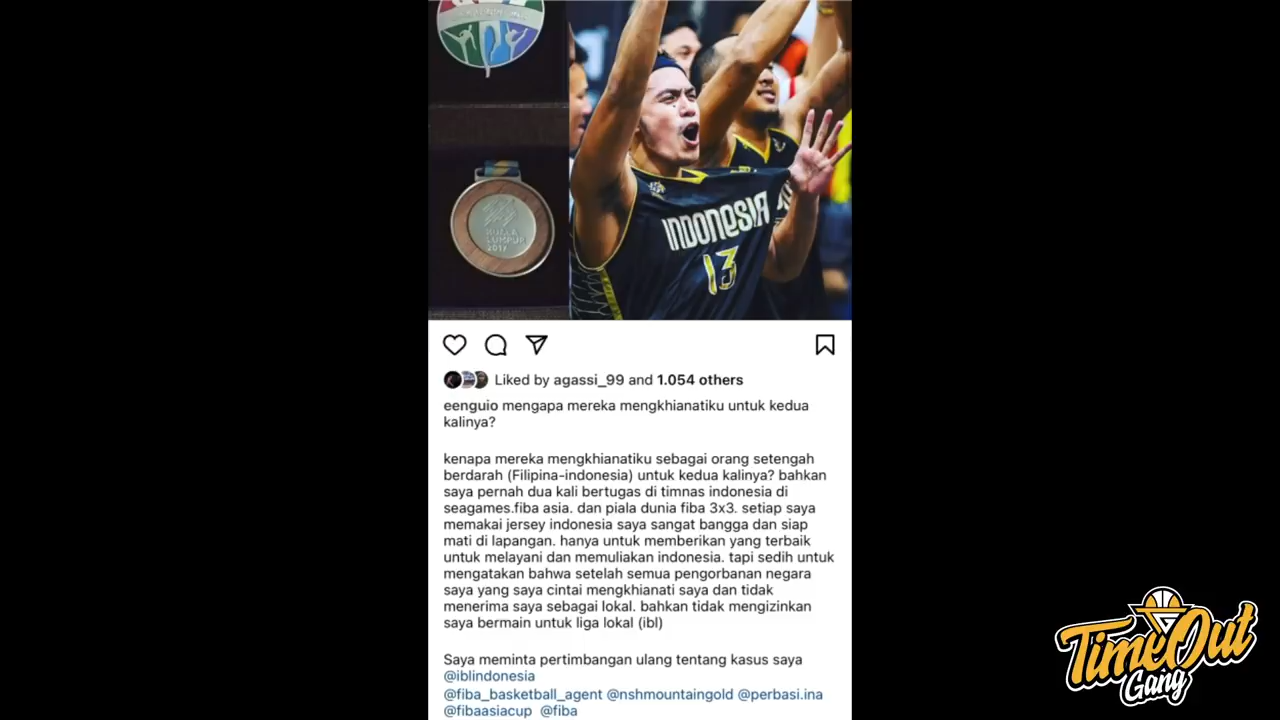 KUALA
LUMPUR
2017
INDONESIA
13
Liked by agassi_99 and 1.054 others
eenguio mengapa mereka mengkhianatiku untuk kedua
kalinya?
kenapa mereka mengkhianatiku sebagai orang setengah
berdarah (Filipina-indonesia) untuk kedua kalinya? bahkan
saya pernah dua kali bertugas di timnas indonesia di
seagames.fiba asia. dan piala dunia fiba 3x3. setiap saya
memakai jersey indonesia saya sangat bangga dan siap
mati di lapangan. hanya untuk memberikan yang terbaik
untuk melayani dan memuliakan indonesia. tapi sedih untuk
mengatakan bahwa setelah semua pengorbanan negara
saya yang saya cintai mengkhianati saya dan tidak
menerima saya sebagai lokal. bahkan tidak mengizinkan
saya bermain untuk liga lokal (ibl)
Saya meminta pertimbangan ulang tentang kasus saya
@iblindonesia
@fiba_basketball_agent @nshmountaingold @perbasi.ina
@fibaasiacup @fiba
TimeOut
Gang